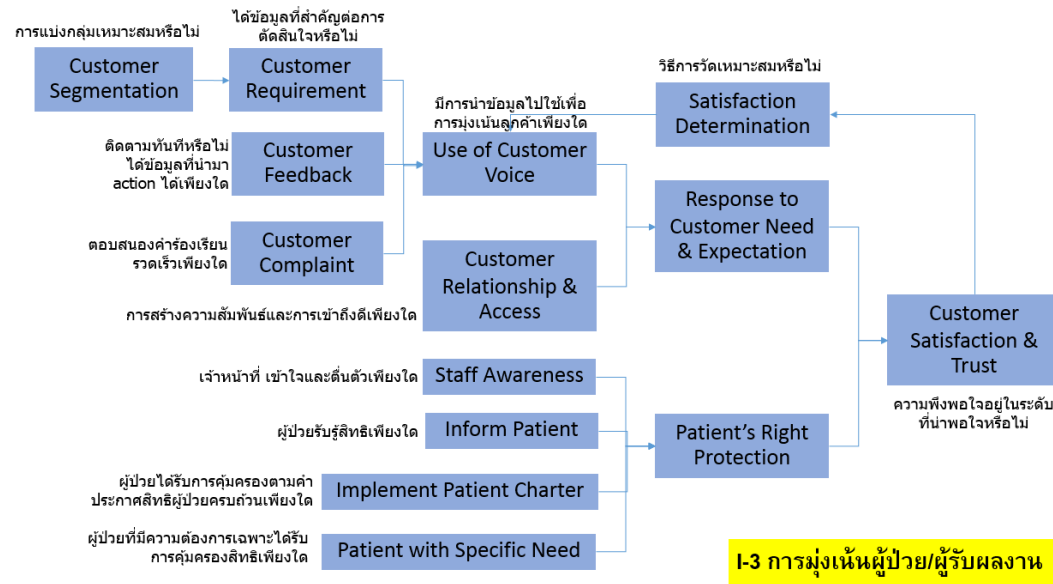 การแบ่งกลุ่มเหมาะสมหรือไม่
Customer
Segmentation
ได้ข้อมูลที่สำคัญต่อการ
ตัดสินใจหรือไม่
Customer
Requirement
ติดตามทันทีหรือไม่
ได้ข้อมูลที่นำมา
action ได้เพียงใด
Customer
Feedback
ตอบสนองคำร้องเรียน
รวดเร็วเพียงใด
Customer
Complaint
มีการนำข้อมูลไปใช้เพื่อ
การมุ่งเน้นลูกค้าเพียงใด
Use of Customer
Voice
การสร้างความสัมพันธ์และการเข้าถึงดีเพียงใด
Customer
Relationship &
Access
วิธีการวัดเหมาะสมหรือไม่
Satisfaction
Determination
Response to
Customer Need
& Expectation
Customer
Satisfaction &
Trust
ความพึงพอใจอยู่ในระดับ
ที่น่าพอใจหรือไม่
เจ้าหน้าที่ เข้าใจและตื่นตัวเพียงใด
Staff Awareness
ผู้ป่วยรับรู้สิทธิเพียงใด
Inform Patient
ผู้ป่วยได้รับการคุ้มครองตามคำ
ประกาศสิทธิผู้ป่วยครบถ้วนเพียงใด
Implement Patient Charter
ผู้ป่วยที่มีความต้องการเฉพาะได้รับ
การคุ้มครองสิทธิเพียงใด
Patient with Specific Need
Patient’s Right
Protection
I-3 การมุ่งเน้นผู้ป่วย/ผู้รับผลงาน